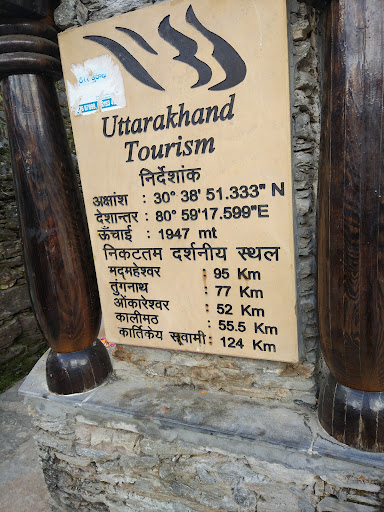 Uttarakhand
Tourism
निर्देशांक
अक्षांश : 30° 38' 51.333" N
देशान्तर : 80° 59'17.599"E
ऊँचाई : 1947 mt
निकटतम दर्शनीय स्थल
मदमहेश्वर : 95 Km
तुंगनाथ : 77 Km
ओंकारेश्वर : 52 Km
कालीमठ : 55.5 Km
कार्तिकेय स्वामी : 124 Km